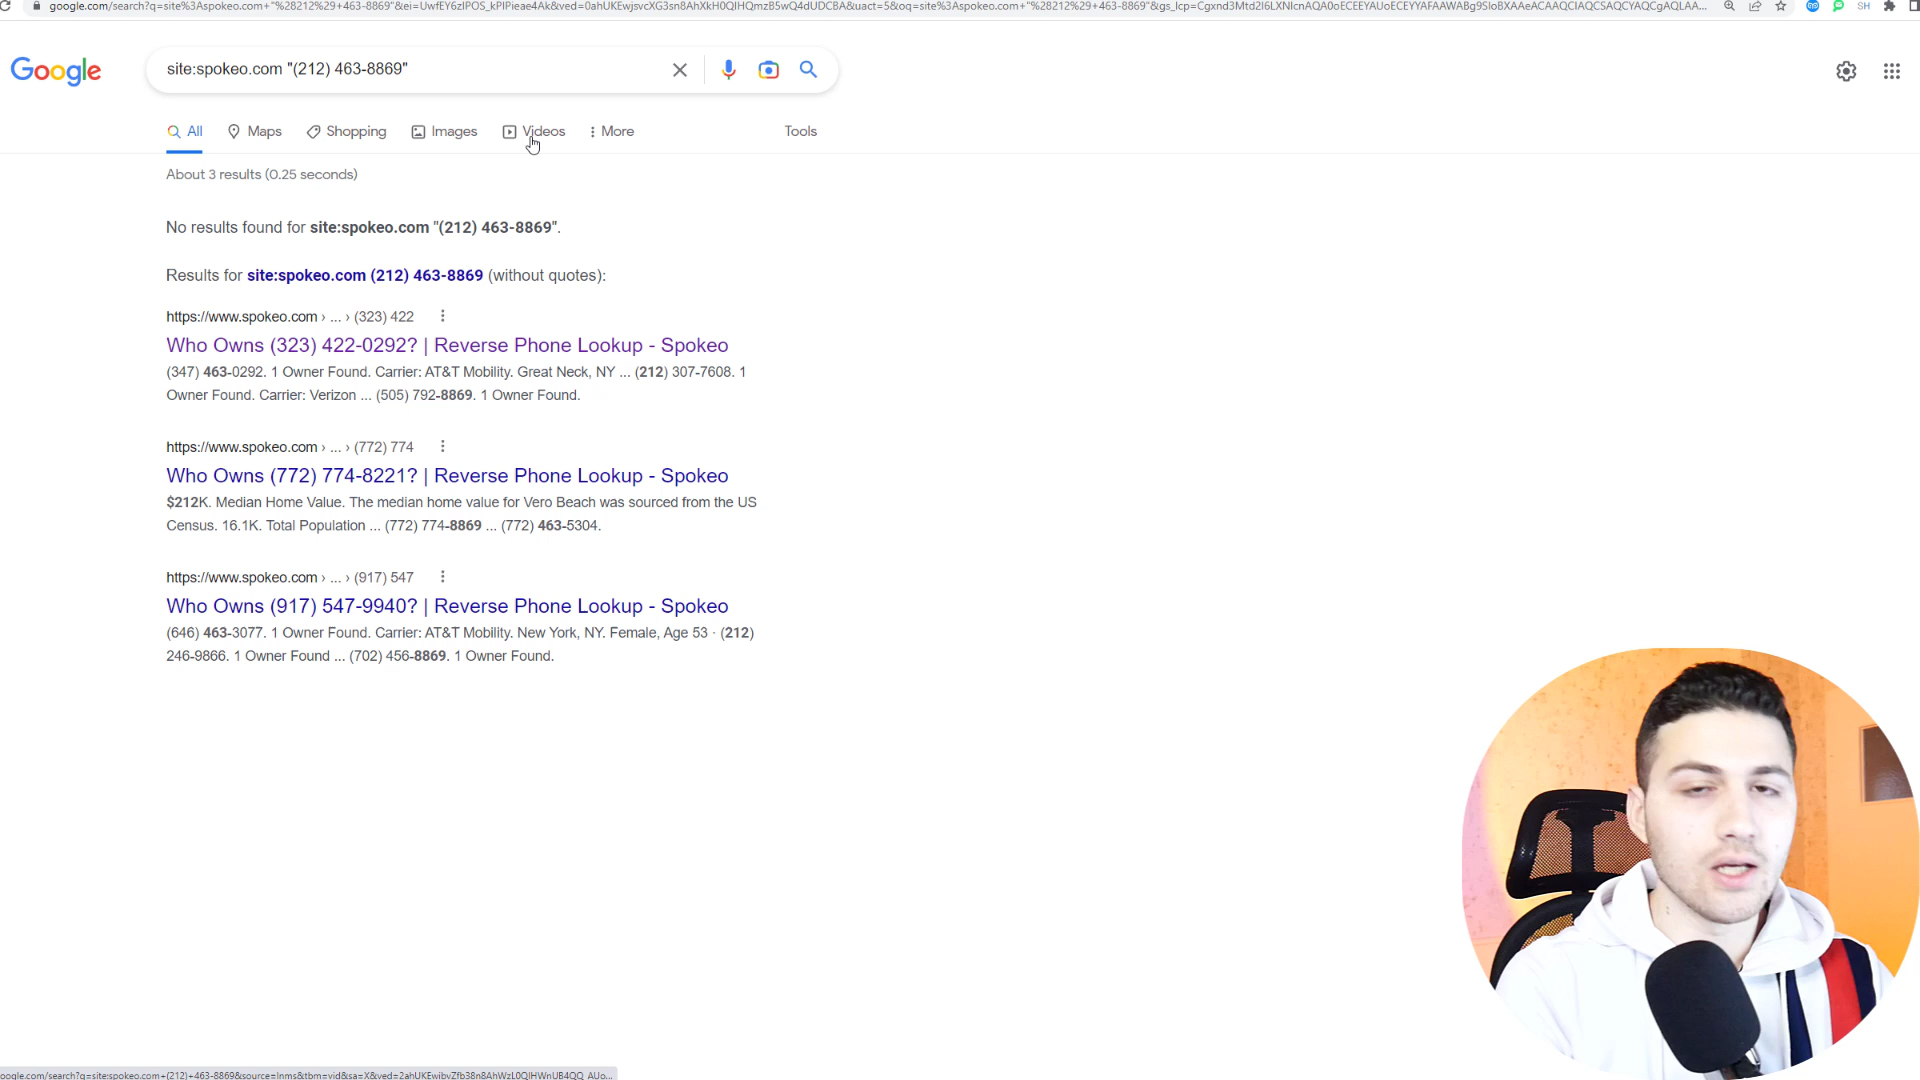 Google
site:spokeo.com "(212) 463-8869"
SH
All Maps Shopping Images Videos More Tools
About 3 results (0.25 seconds)
No results found for site:spokeo.com "(212) 463-8869".
Results for site:spokeo.com (212) 463-8869 (without quotes):
https://www.spokeo.com › ... › (323) 422
Who Owns (323) 422-0292? | Reverse Phone Lookup - Spokeo
(347) 463-0292. 1 Owner Found. Carrier: AT&T Mobility. Great Neck, NY ... (212) 307-7608. 1
Owner Found. Carrier: Verizon ... (505) 792-8869. 1 Owner Found.
https://www.spokeo.com › ... › (772) 774
Who Owns (772) 774-8221? | Reverse Phone Lookup - Spokeo
$212K. Median Home Value. The median home value for Vero Beach was sourced from the US
Census. 16.1K. Total Population ... (772) 774-8869 ... (772) 463-5304.
https://www.spokeo.com › ... › (917) 547
Who Owns (917) 547-9940? | Reverse Phone Lookup - Spokeo
(646) 463-3077. 1 Owner Found. Carrier: AT&T Mobility. New York, NY. Female, Age 53 · (212)
246-9866. 1 Owner Found ... (702) 456-8869. 1 Owner Found.